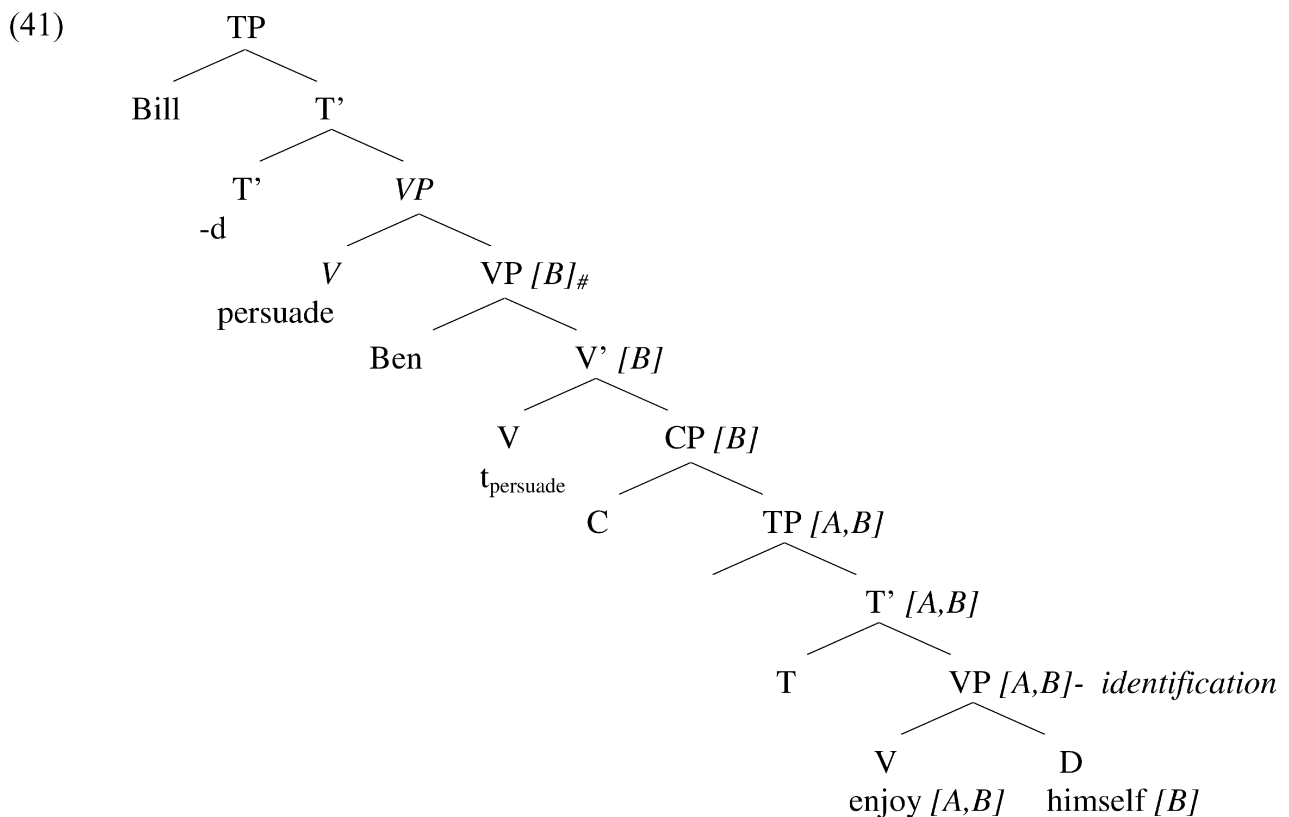 (41) TP
Bill T’
T’ VP
-d
V VP [B]#
persuade
Ben V’ [B]
V CP [B]
tpersuade
C TP [A,B]
T’ [A,B]
T VP [A,B]- identification
V D
enjoy [A,B] himself [B]